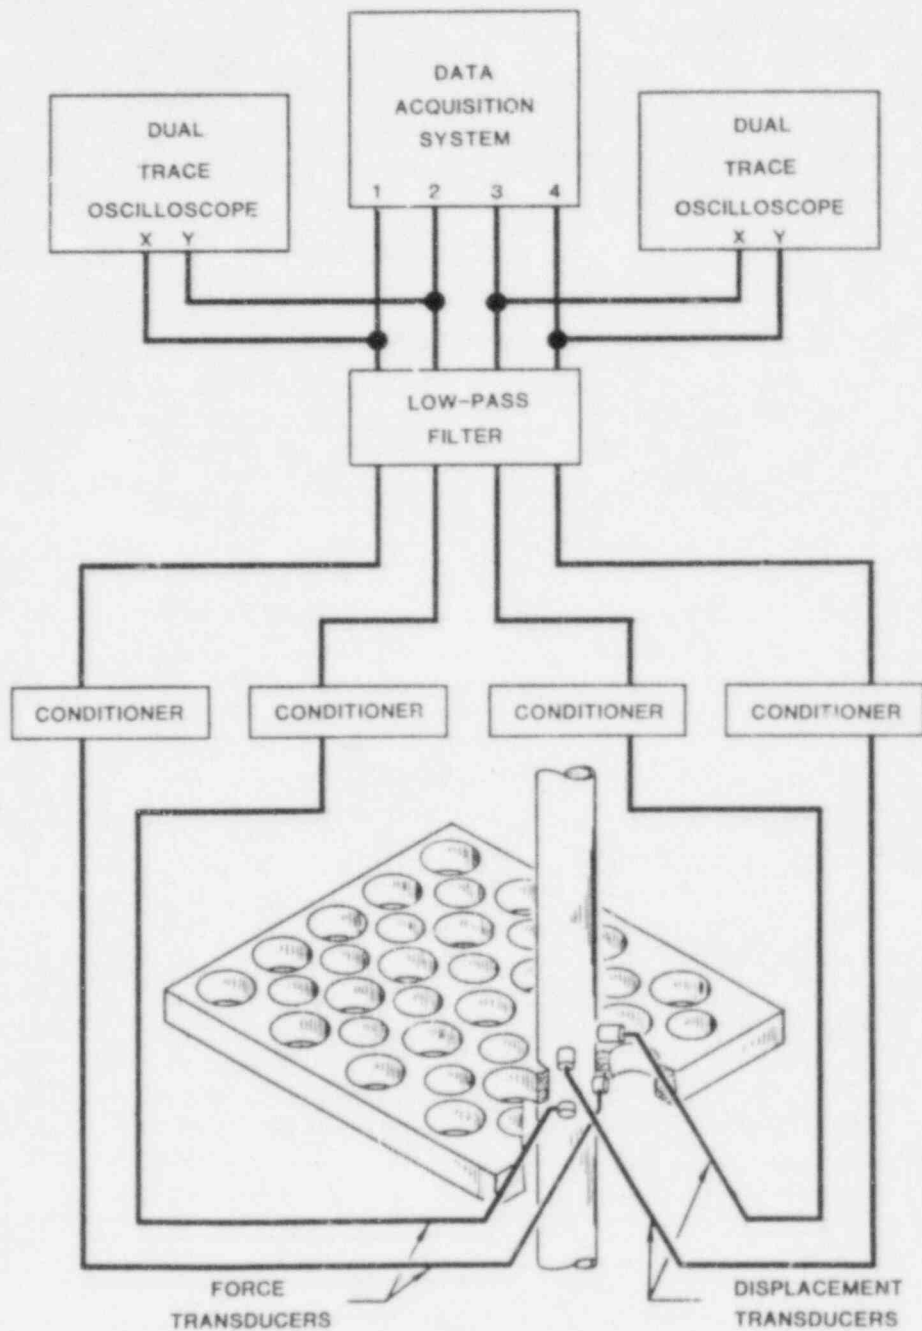 DATA
ACQUISITION
SYSTEM
1 2 3 4
DUAL
TRACE
OSCILLOSCOPE
X Y
DUAL
TRACE
OSCILLOSCOPE
X Y
LOW-PASS
FILTER
CONDITIONER
CONDITIONER
CONDITIONER
CONDITIONER
FORCE
TRANSDUCERS
DISPLACEMENT
TRANSDUCERS